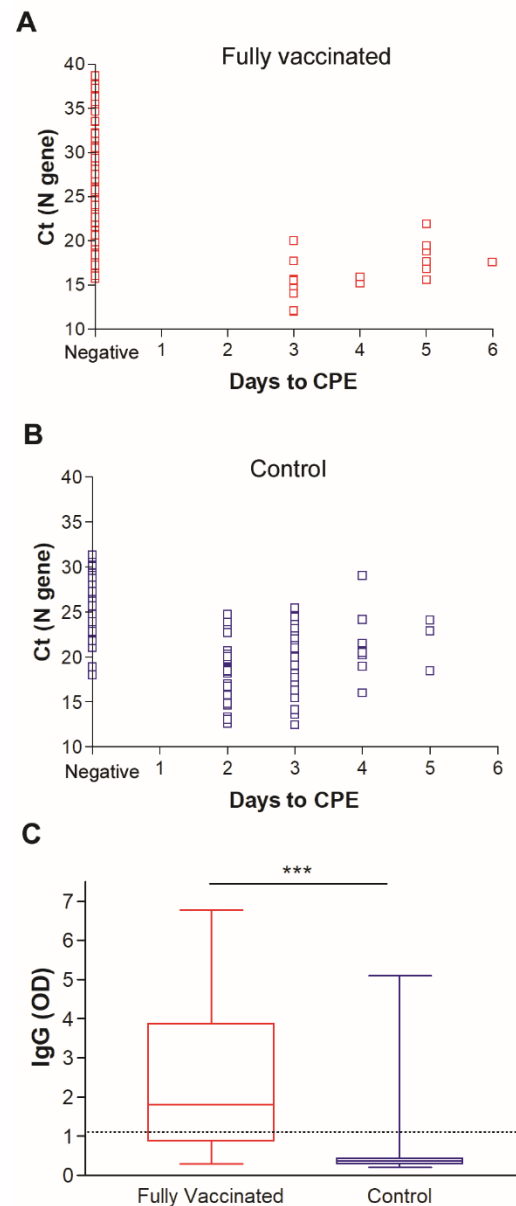 A
Fully vaccinated
40
35
30
25
20
15
10
Ct (N gene)
Negative 1 2 3 4 5 6
Days to CPE
B
Control
40
35
30
25
20
15
10
Ct (N gene)
Negative 1 2 3 4 5 6
Days to CPE
C
***
7
6
5
4
3
2
1
0
IgG (OD)
Fully Vaccinated Control